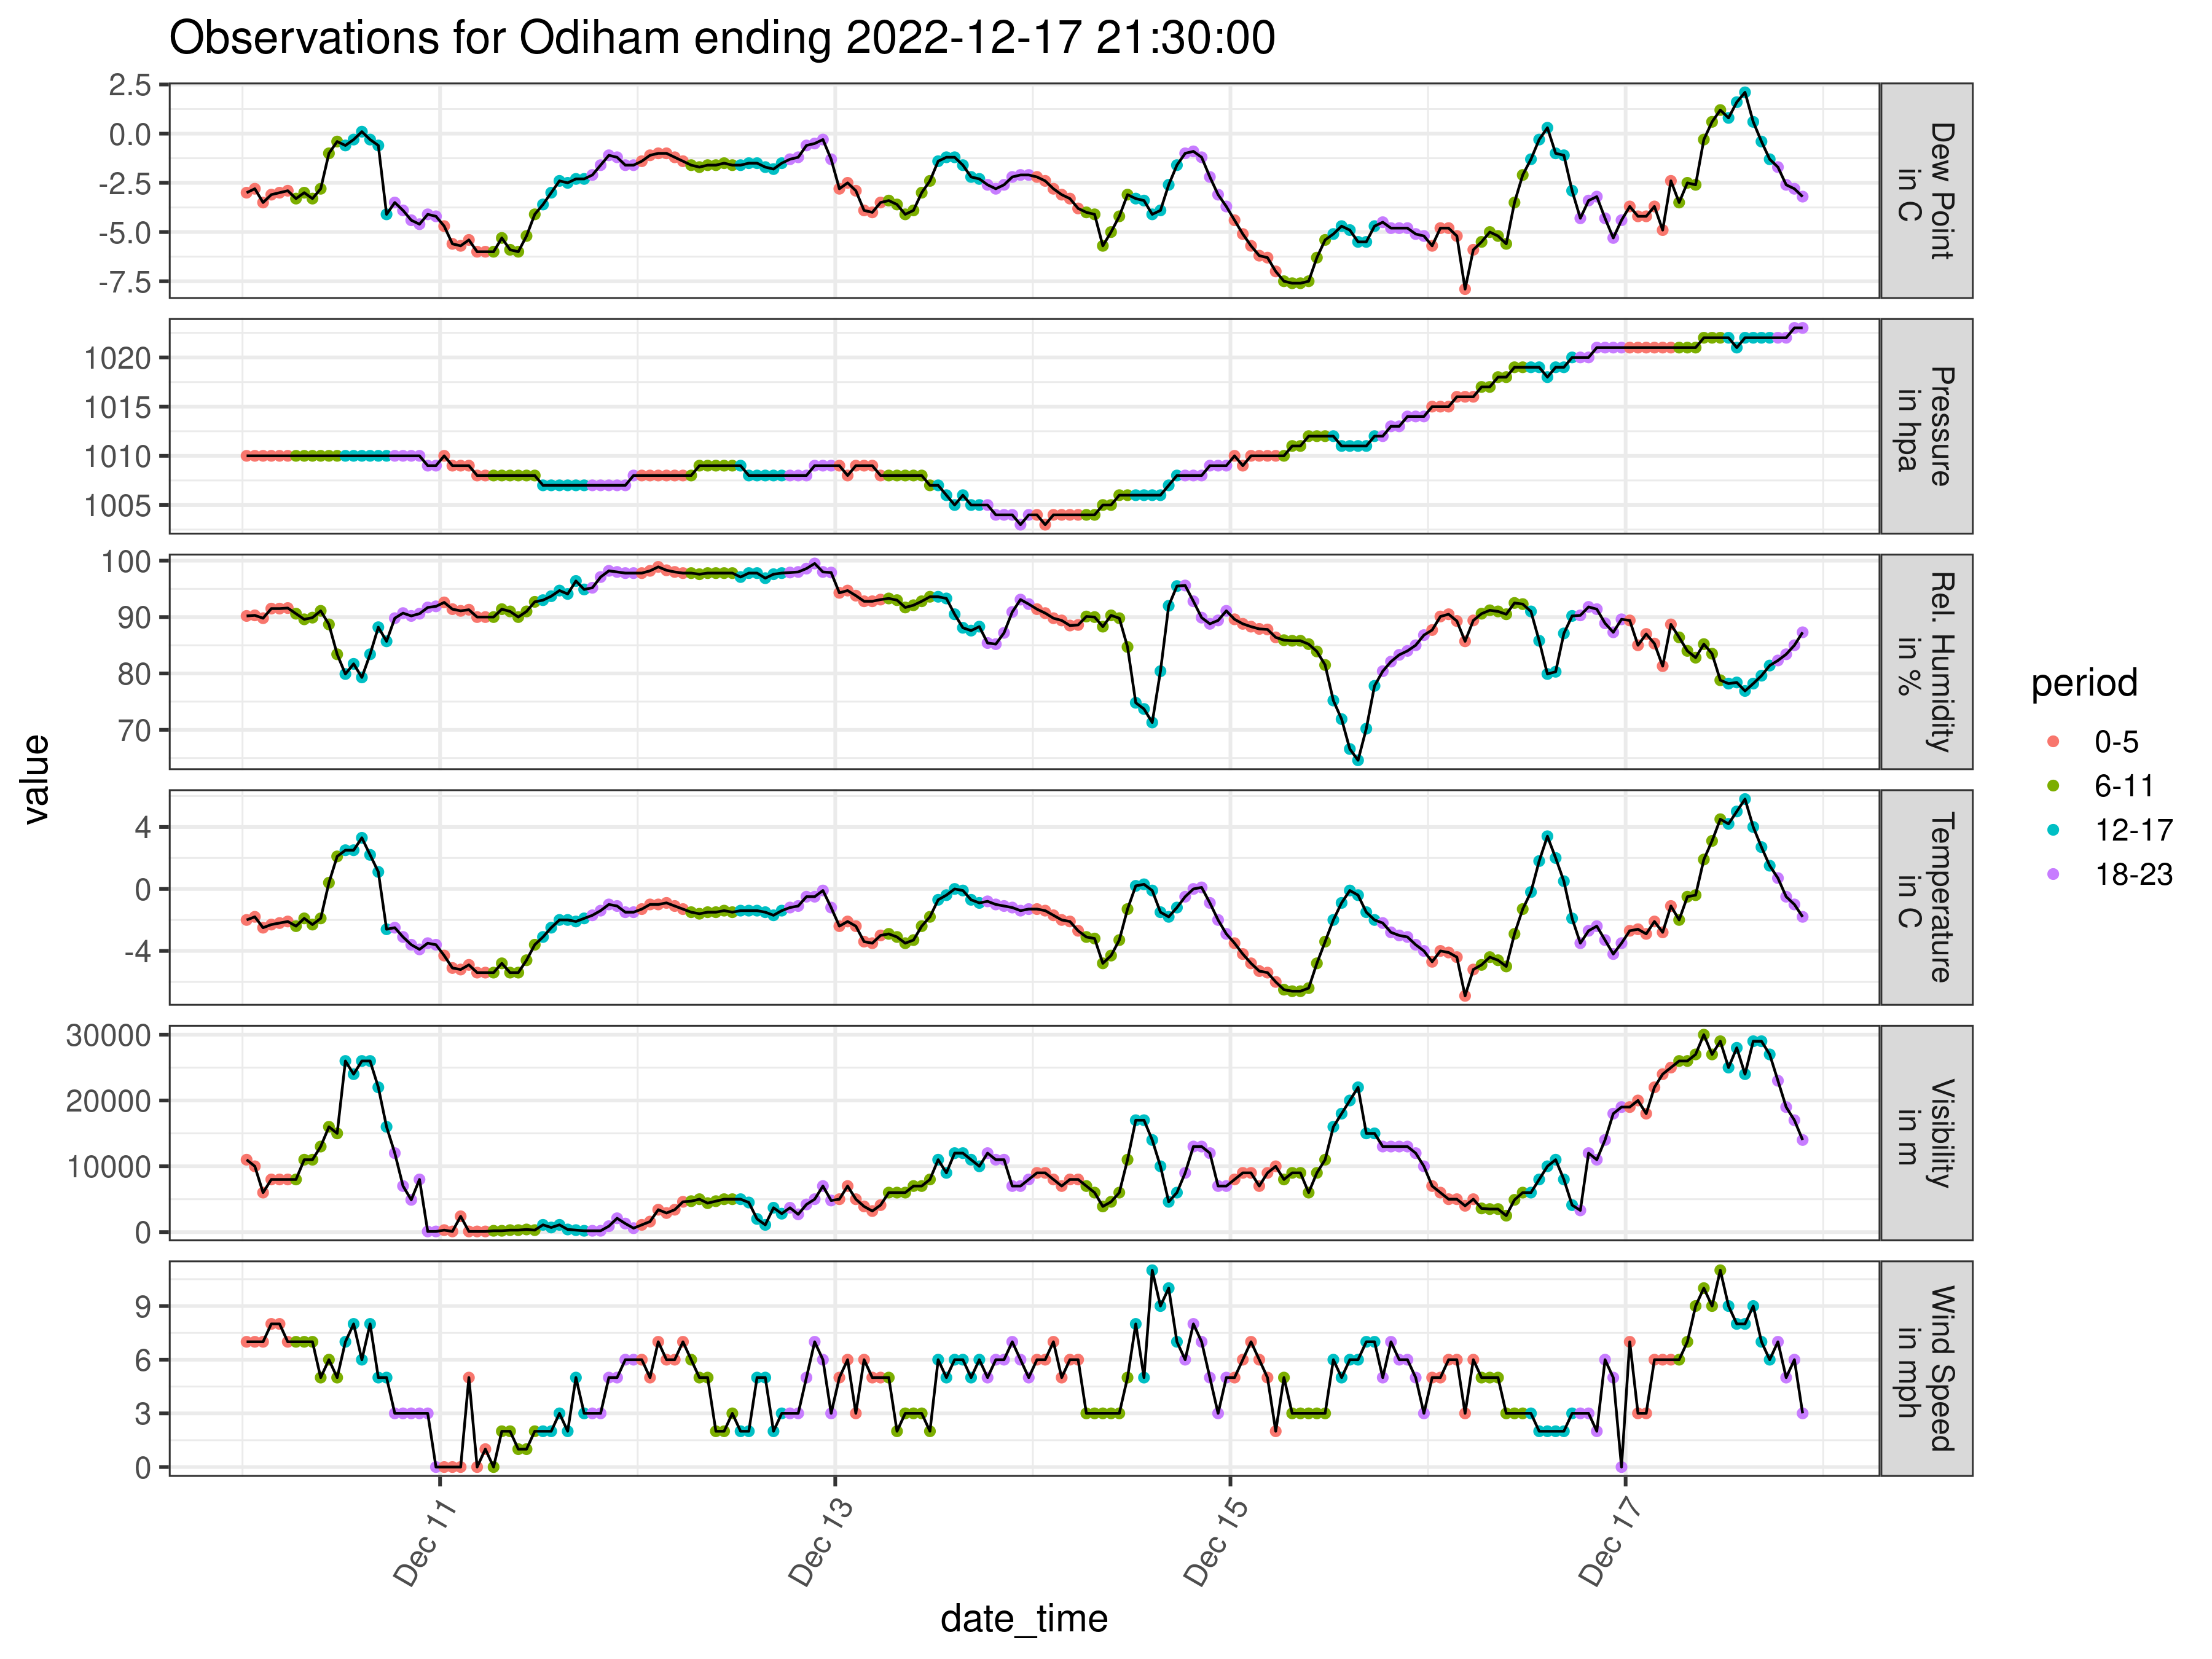 Observations for Odiham ending 2022-12-17 21:30:00
value
2.5
0.0
-2.5
-5.0
-7.5
Dew Point
in C
1020
1015
1010
1005
Pressure
in hpa
100
90
80
70
Rel. Humidity
in %
4
0
-4
Temperature
in C
30000
20000
10000
0
Visibility
in m
9
6
3
0
Wind Speed
in mph
Dec 11
Dec 13
Dec 15
Dec 17
date_time
period
0-5
6-11
12-17
18-23